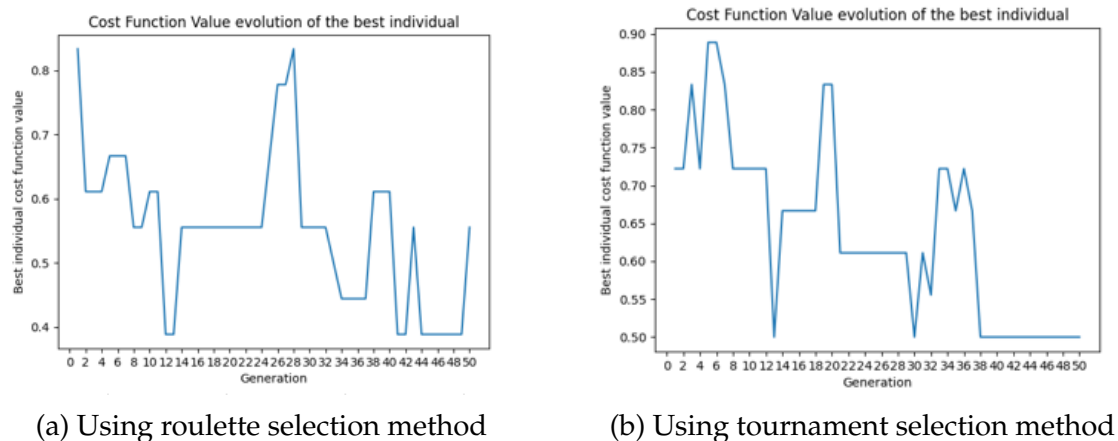 Cost Function Value evolution of the best individual
0.8
0.7
0.6
0.5
0.4
Best individual cost function value
0 2 4 6 8 10 12 14 16 18 20 22 24 26 28 30 32 34 36 38 40 42 44 46 48 50
Generation
(a) Using roulette selection method
Cost Function Value evolution of the best individual
0.90
0.85
0.80
0.75
0.70
0.65
0.60
0.55
0.50
Best individual cost function value
0 2 4 6 8 10 12 14 16 18 20 22 24 26 28 30 32 34 36 38 40 42 44 46 48 50
Generation
(b) Using tournament selection method